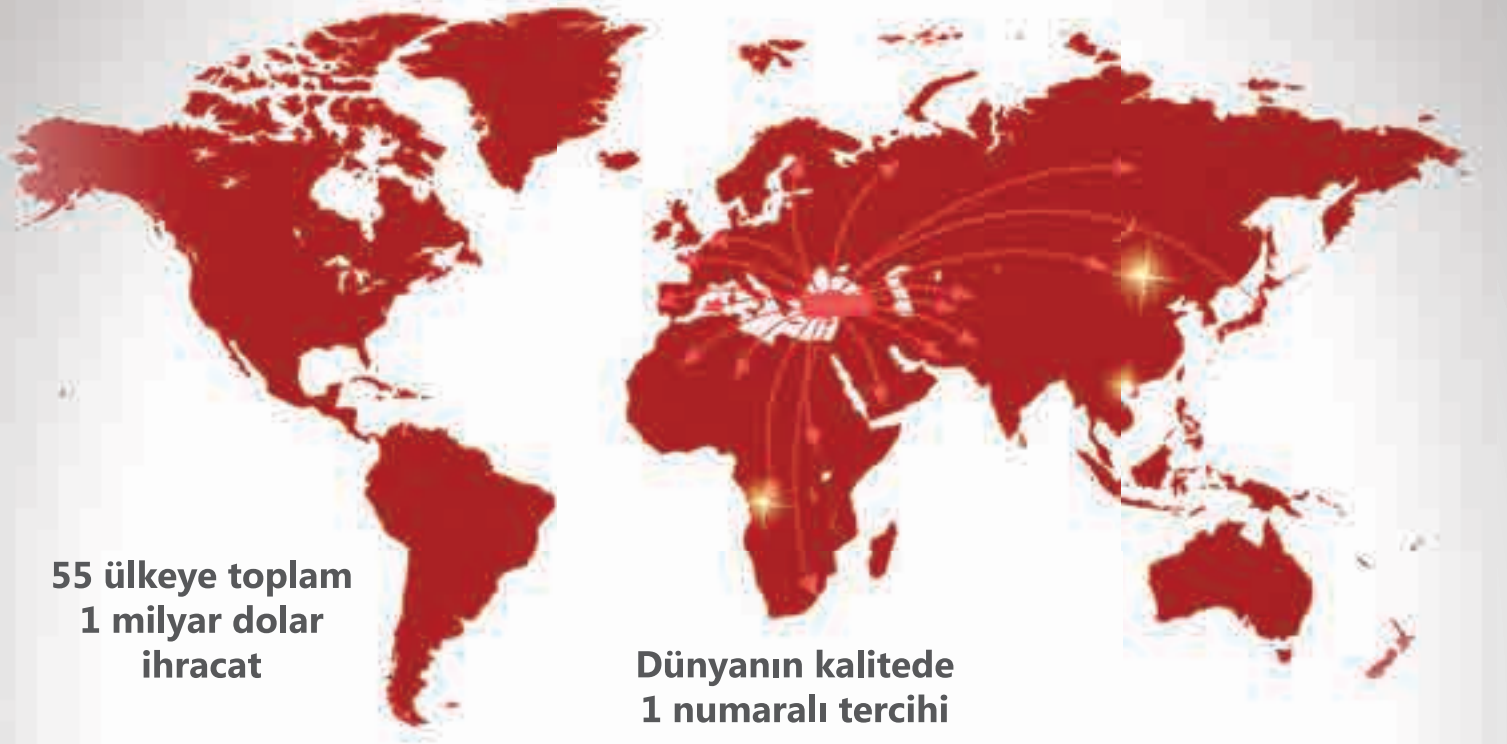 55 ülkeye toplam
1 milyar dolar
ihracat
Dünyanın kalitede
1 numaralı tercihi